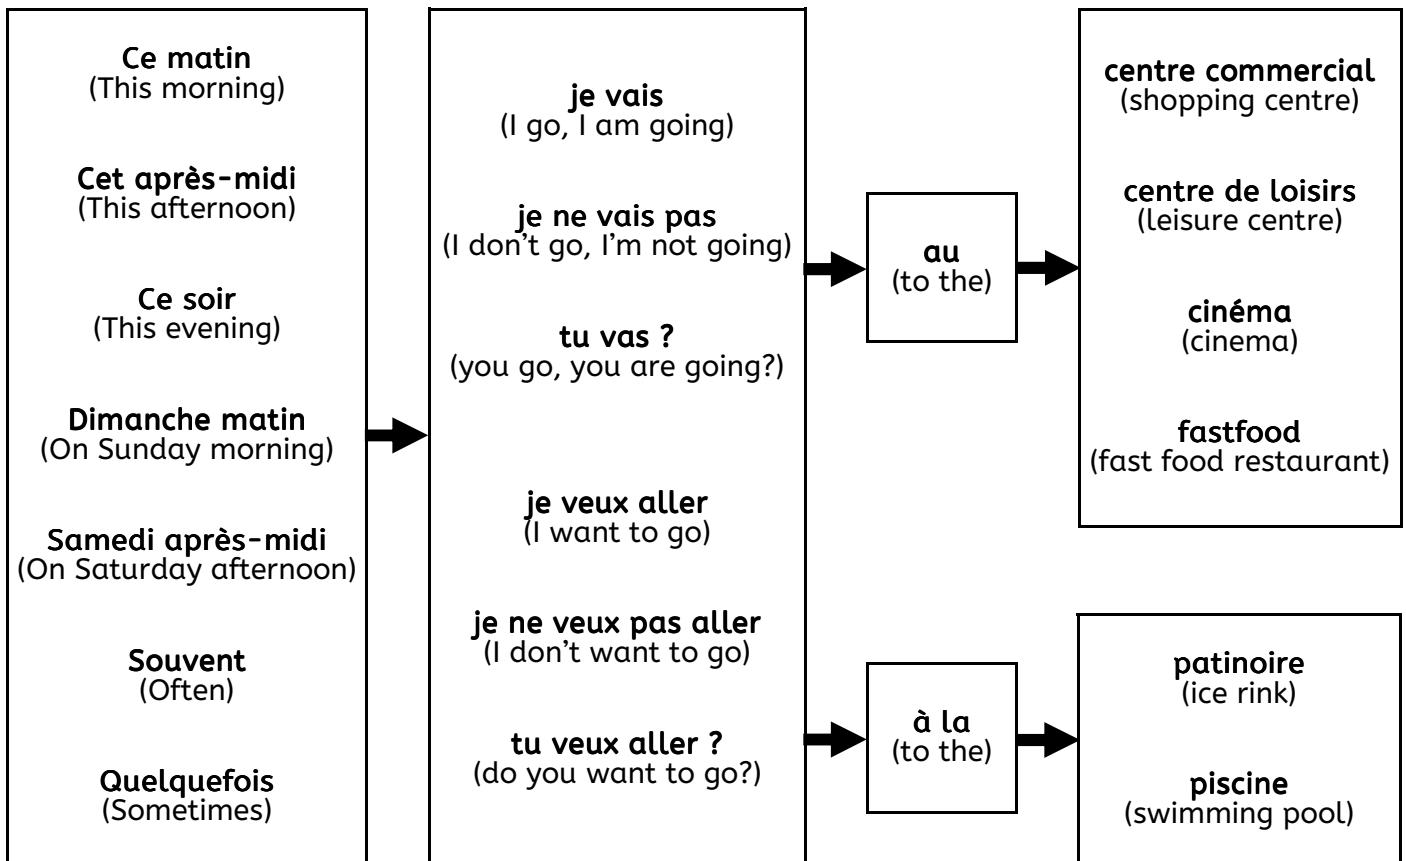 Ce matin
(This morning)
Cet après-midi
(This afternoon)
Ce soir
(This evening)
Dimanche matin
(On Sunday morning)
Samedi après-midi
(On Saturday afternoon)
Souvent
(Often)
Quelquefois
(Sometimes)
je vais
(I go, I am going)
je ne vais pas
(I don't go, I'm not going)
tu vas ?
(you go, you are going?)
je veux aller
(I want to go)
je ne veux pas aller
(I don't want to go)
tu veux aller ?
(do you want to go?)
au
(to the)
à la
(to the)
centre commercial
(shopping centre)
centre de loisirs
(leisure centre)
cinéma
(cinema)
fastfood
(fast food restaurant)
patinoire
(ice rink)
piscine
(swimming pool)